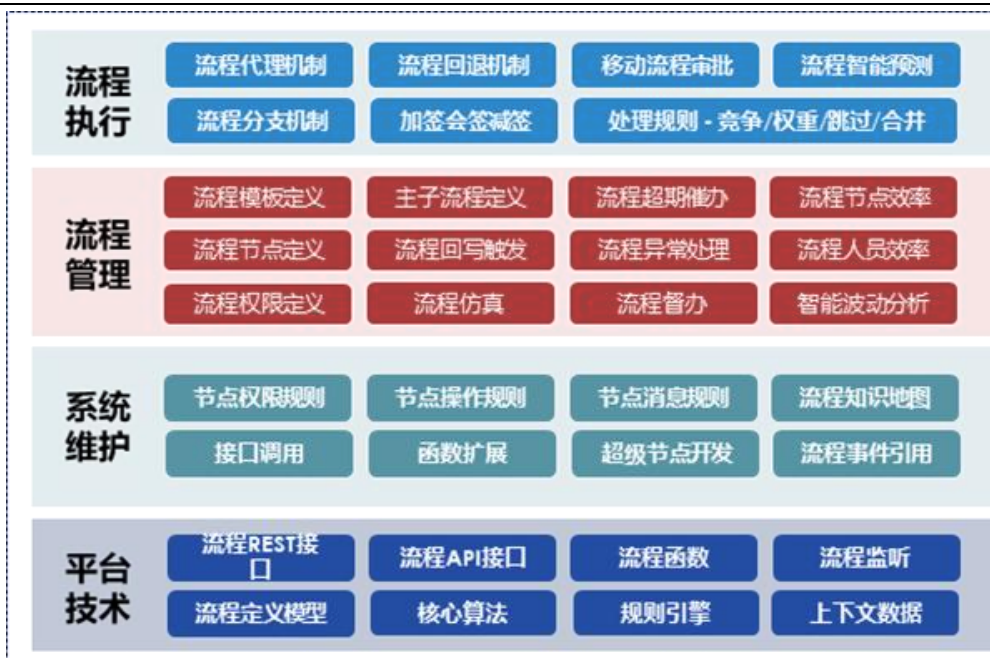 流程
执行
流程代理机制
流程回退机制
移动流程审批
流程智能预测
流程分支机制
加签会签减签
处理规则 - 竞争/权重/跳过/合并
流程
管理
流程模板定义
主子流程定义
流程超期催办
流程节点效率
流程节点定义
流程回写触发
流程异常处理
流程人员效率
流程权限定义
流程仿真
流程督办
智能波动分析
系统
维护
节点权限规则
节点操作规则
节点消息规则
流程知识地图
接口调用
函数扩展
超级节点开发
流程事件引用
平台
技术
流程REST接
口
流程API接口
流程函数
流程监听
流程定义模型
核心算法
规则引擎
上下文数据